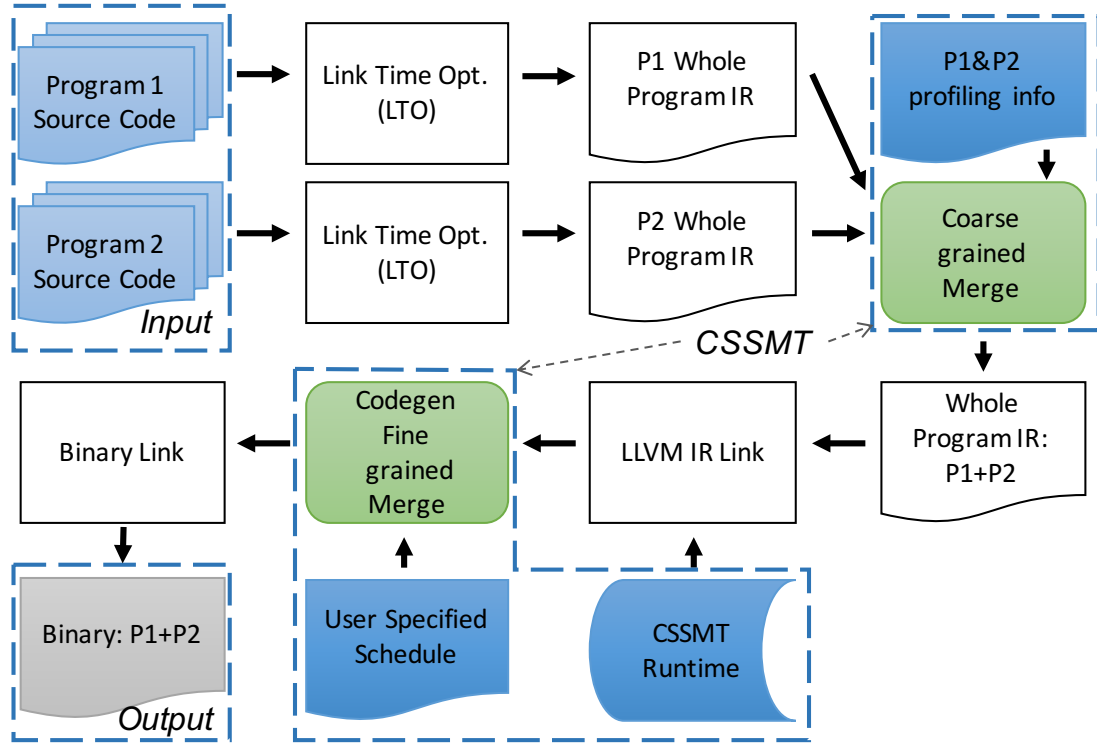 Program 1
Source Code
Link Time Opt.
(LTO)
P1 Whole
Program IR
P1&P2
profiling info
Program 2
Source Code
Input
Link Time Opt.
(LTO)
P2 Whole
Program IR
Coarse
grained
Merge
CSSMT
Binary Link
Codegen
Fine
grained
Merge
LLVM IR Link
Whole
Program IR:
P1+P2
Binary: P1+P2
Output
User Specified
Schedule
CSSMT
Runtime